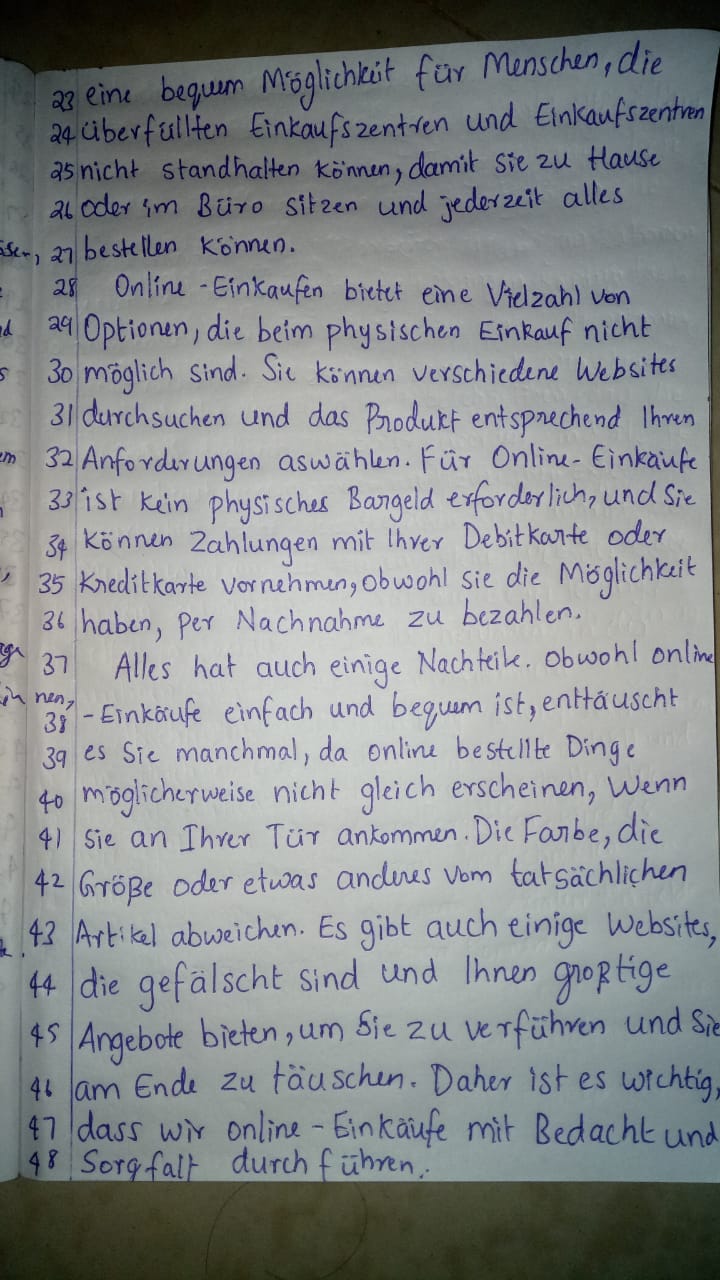 23 eine bequem Möglichkeit für Menschen, die
24 überfüllten Einkaufszentren und Einkaufszentren
25 nicht standhalten können, damit sie zu Hause
26 oder im Büro sitzen und jederzeit alles
27 bestellen können.
28 Online-Einkaufen bietet eine Vielzahl von
29 Optionen, die beim physischen Einkauf nicht
30 möglich sind. Sie können verschiedene Websites
31 durchsuchen und das Produkt entsprechend Ihren
32 Anforderungen aswählen. Für Online-Einkäufe
33 ist kein physisches Bargeld erforderlich, und Sie
34 können Zahlungen mit Ihrer Debitkarte oder
35 Kreditkarte vornehmen, obwohl sie die Möglichkeit
36 haben, per Nachnahme zu bezahlen.
37 Alles hat auch einige Nachteile. Obwohl online
38 -Einkäufe einfach und bequem ist, enttäuscht
39 es Sie manchmal, da online bestellte Dinge
40 möglicherweise nicht gleich erscheinen, Wenn
41 sie an Ihrer Tür ankommen. Die Farbe, die
42 Größe oder etwas anderes vom tatsächlichen
43 Artikel abweichen. Es gibt auch einige Websites,
44 die gefälscht sind und Ihnen großtige
45 Angebote bieten, um Sie zu verführen und Sie
46 am Ende zu täuschen. Daher ist es wichtig,
47 dass wir online-Einkäufe mit Bedacht und
48 Sorgfalt durchführen.